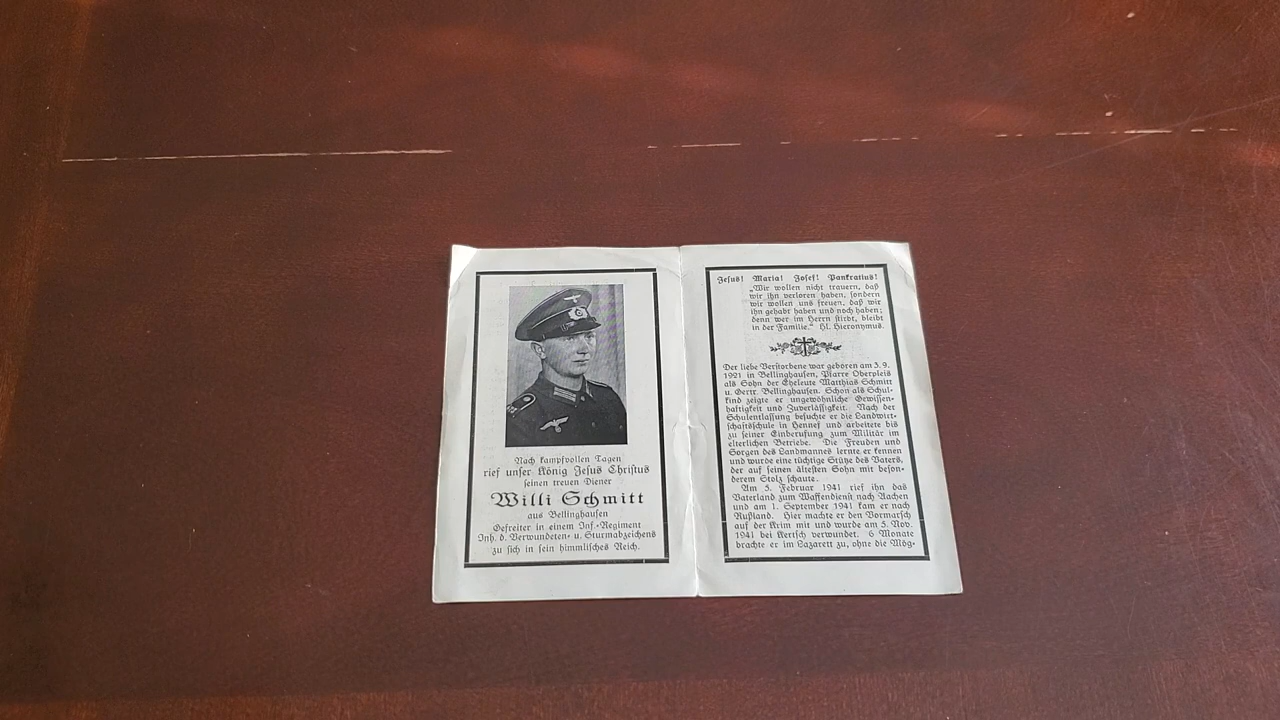 Nach kampfvollen Tagen
rief unser König Jesus Christus
seinen treuen Diener
Willi Schmitt
aus Bellinghausen
Gefreiter in einem Inf.-Regiment
Inh. d. Verwundeten- u. Sturmabzeichens
zu sich in sein himmlisches Reich.
Jesus! Maria! Josef! Pankratius!
„Wir wollen nicht trauern, daß
wir ihn verloren haben, sondern
wir wollen uns freuen, daß wir
ihn gehabt haben und noch haben;
denn wer im Herrn stirbt, bleibt
in der Familie.“ Hl. Hieronymus.
Der liebe Verstorbene war geboren am 3. 9.
1921 in Bellinghausen, Pfarre Oberpleis
als Sohn der Eheleute Matthias Schmitt
u. Gertr. Bellinghausen. Schon als Schul-
kind zeigte er ungewöhnliche Gewissen-
haftigkeit und Zuverlässigkeit. Nach der
Schulentlassung besuchte er die Landwirt-
schaftsschule in Hennef und arbeitete bis
zu seiner Einberufung zum Militär im
elterlichen Betriebe. Die Freuden und
Sorgen des Landmannes lernte er kennen
und wurde eine tüchtige Stütze des Vaters,
der auf seinen ältesten Sohn mit beson-
derem Stolz schaute.
Am 5. Februar 1941 rief ihn das
Vaterland zum Waffendienst nach Aachen
und am 1. September 1941 kam er nach
Rußland. Hier machte er den Vormarsch
auf der Krim mit und wurde am 5. Nov.
1941 bei Kertsch verwundet. 6 Monate
brachte er im Lazarett zu, ohne die Mög-